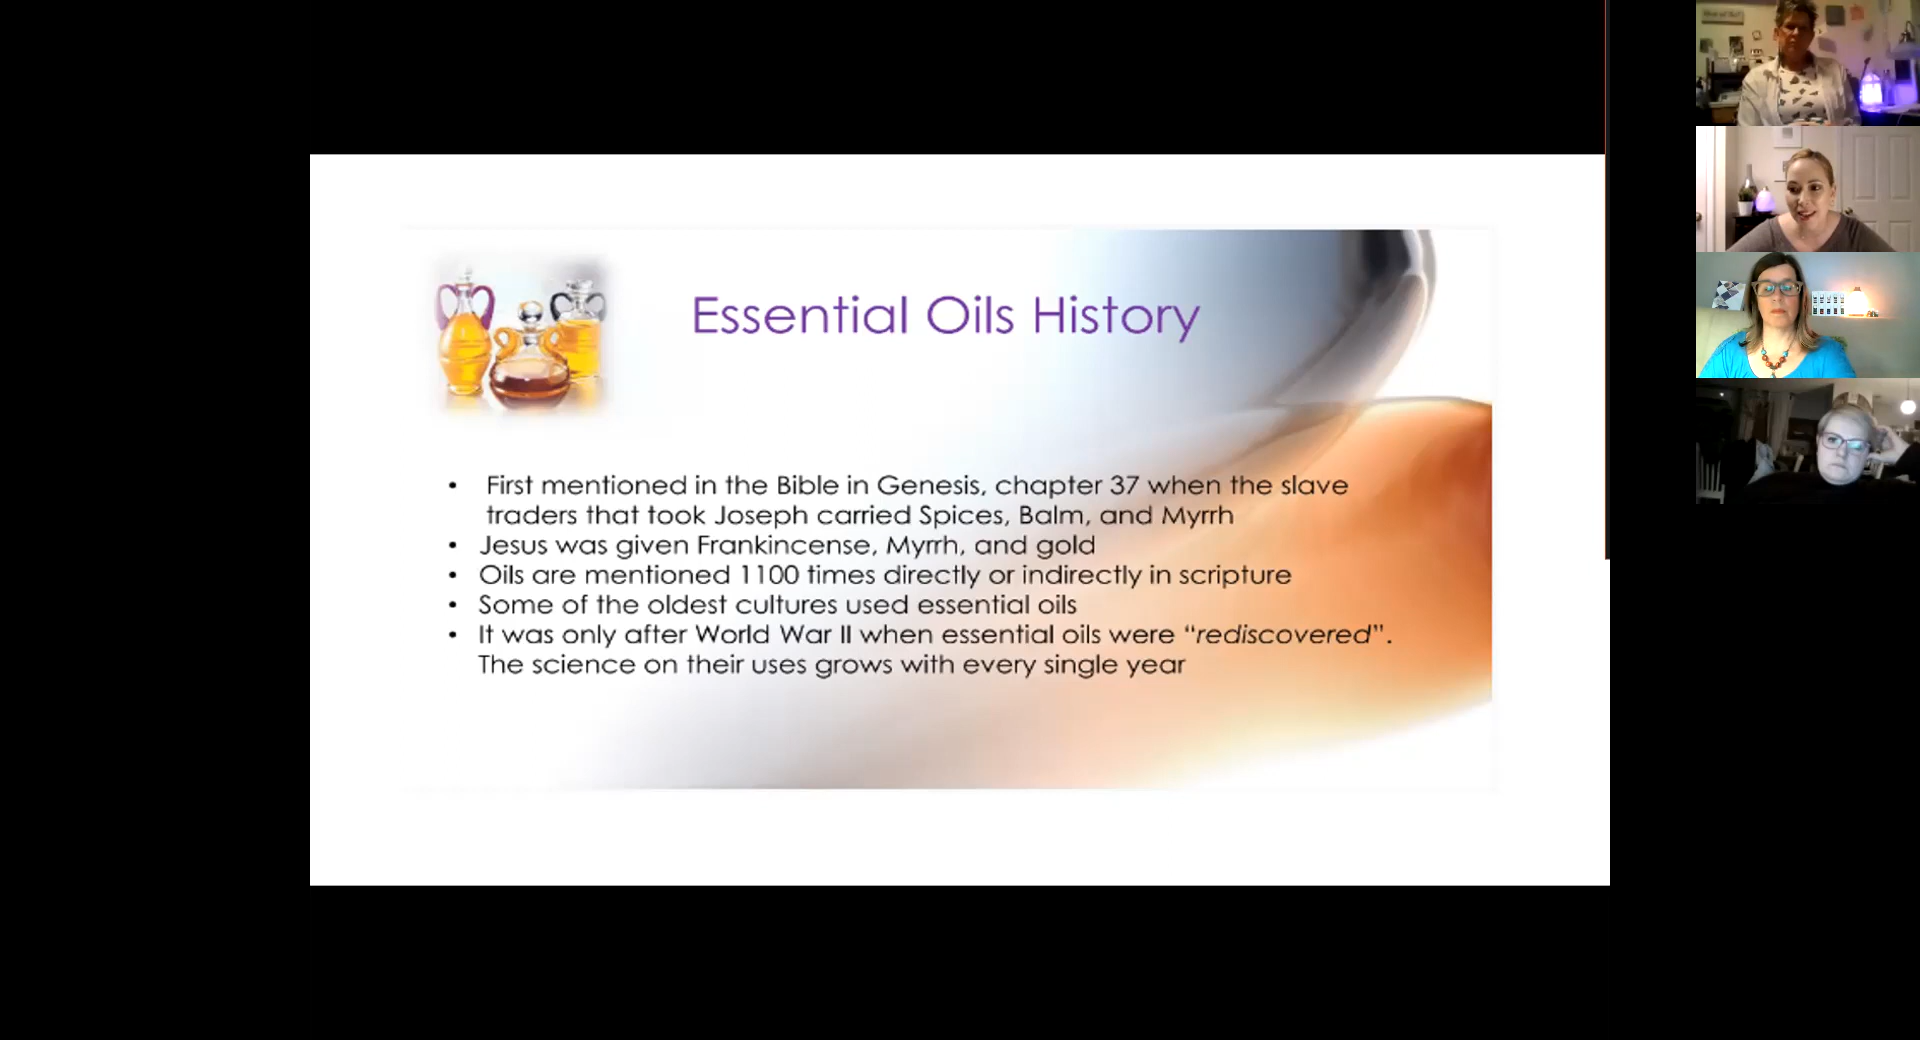 Essential Oils History
• First mentioned in the Bible in Genesis, chapter 37 when the slave
traders that took Joseph carried Spices, Balm, and Myrrh
• Jesus was given Frankincense, Myrrh, and gold
• Oils are mentioned 1100 times directly or indirectly in scripture
• Some of the oldest cultures used essential oils
• It was only after World War II when essential oils were “rediscovered”.
The science on their uses grows with every single year